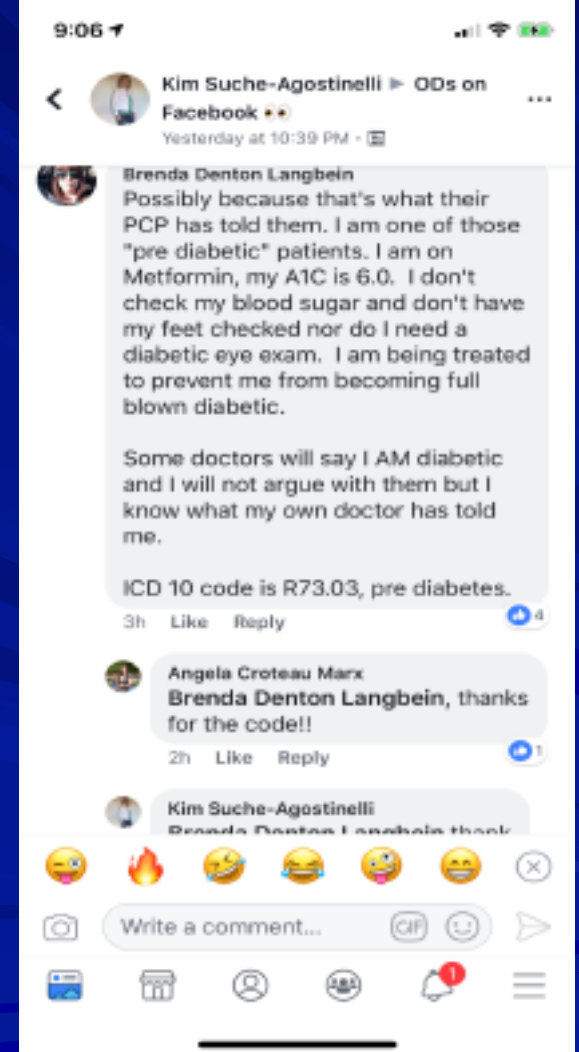 9:06
Kim Suche-Agostinelli ▶ ODs on
Facebook 👀
Yesterday at 10:39 PM ·
Brenda Denton Langbein
Possibly because that's what their
PCP has told them. I am one of those
"pre diabetic" patients. I am on
Metformin, my A1C is 6.0.  I don't
check my blood sugar and don't have
my feet checked nor do I need a
diabetic eye exam.  I am being treated
to prevent me from becoming full
blown diabetic.
Some doctors will say I AM diabetic
and I will not argue with them but I
know what my own doctor has told
me.
ICD 10 code is R73.03, pre diabetes.
3h Like Reply 4
Angela Croteau Marx
Brenda Denton Langbein, thanks
for the code!!
2h Like Reply 1
Kim Suche-Agostinelli
Brenda Denton Langbein thank
Write a comment... GIF
1